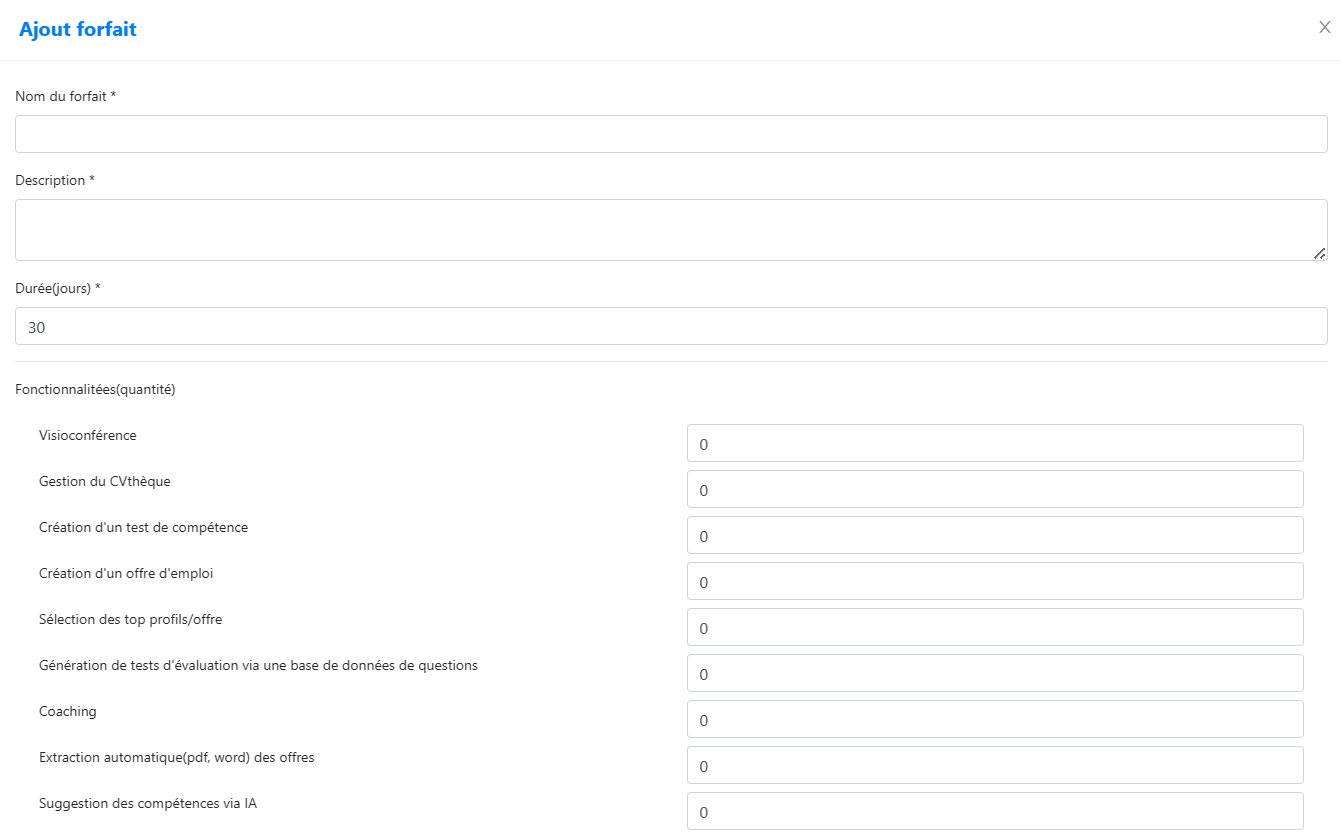 Ajout forfait
Nom du forfait *
Description *
Durée(jours) *
30
Fonctionnalitées(quantité)
Visioconférence
0
Gestion du CVthèque
0
Création d'un test de compétence
0
Création d'un offre d'emploi
0
Sélection des top profils/offre
0
Génération de tests d'évaluation via une base de données de questions
0
Coaching
0
Extraction automatique(pdf, word) des offres
0
Suggestion des compétences via IA
0